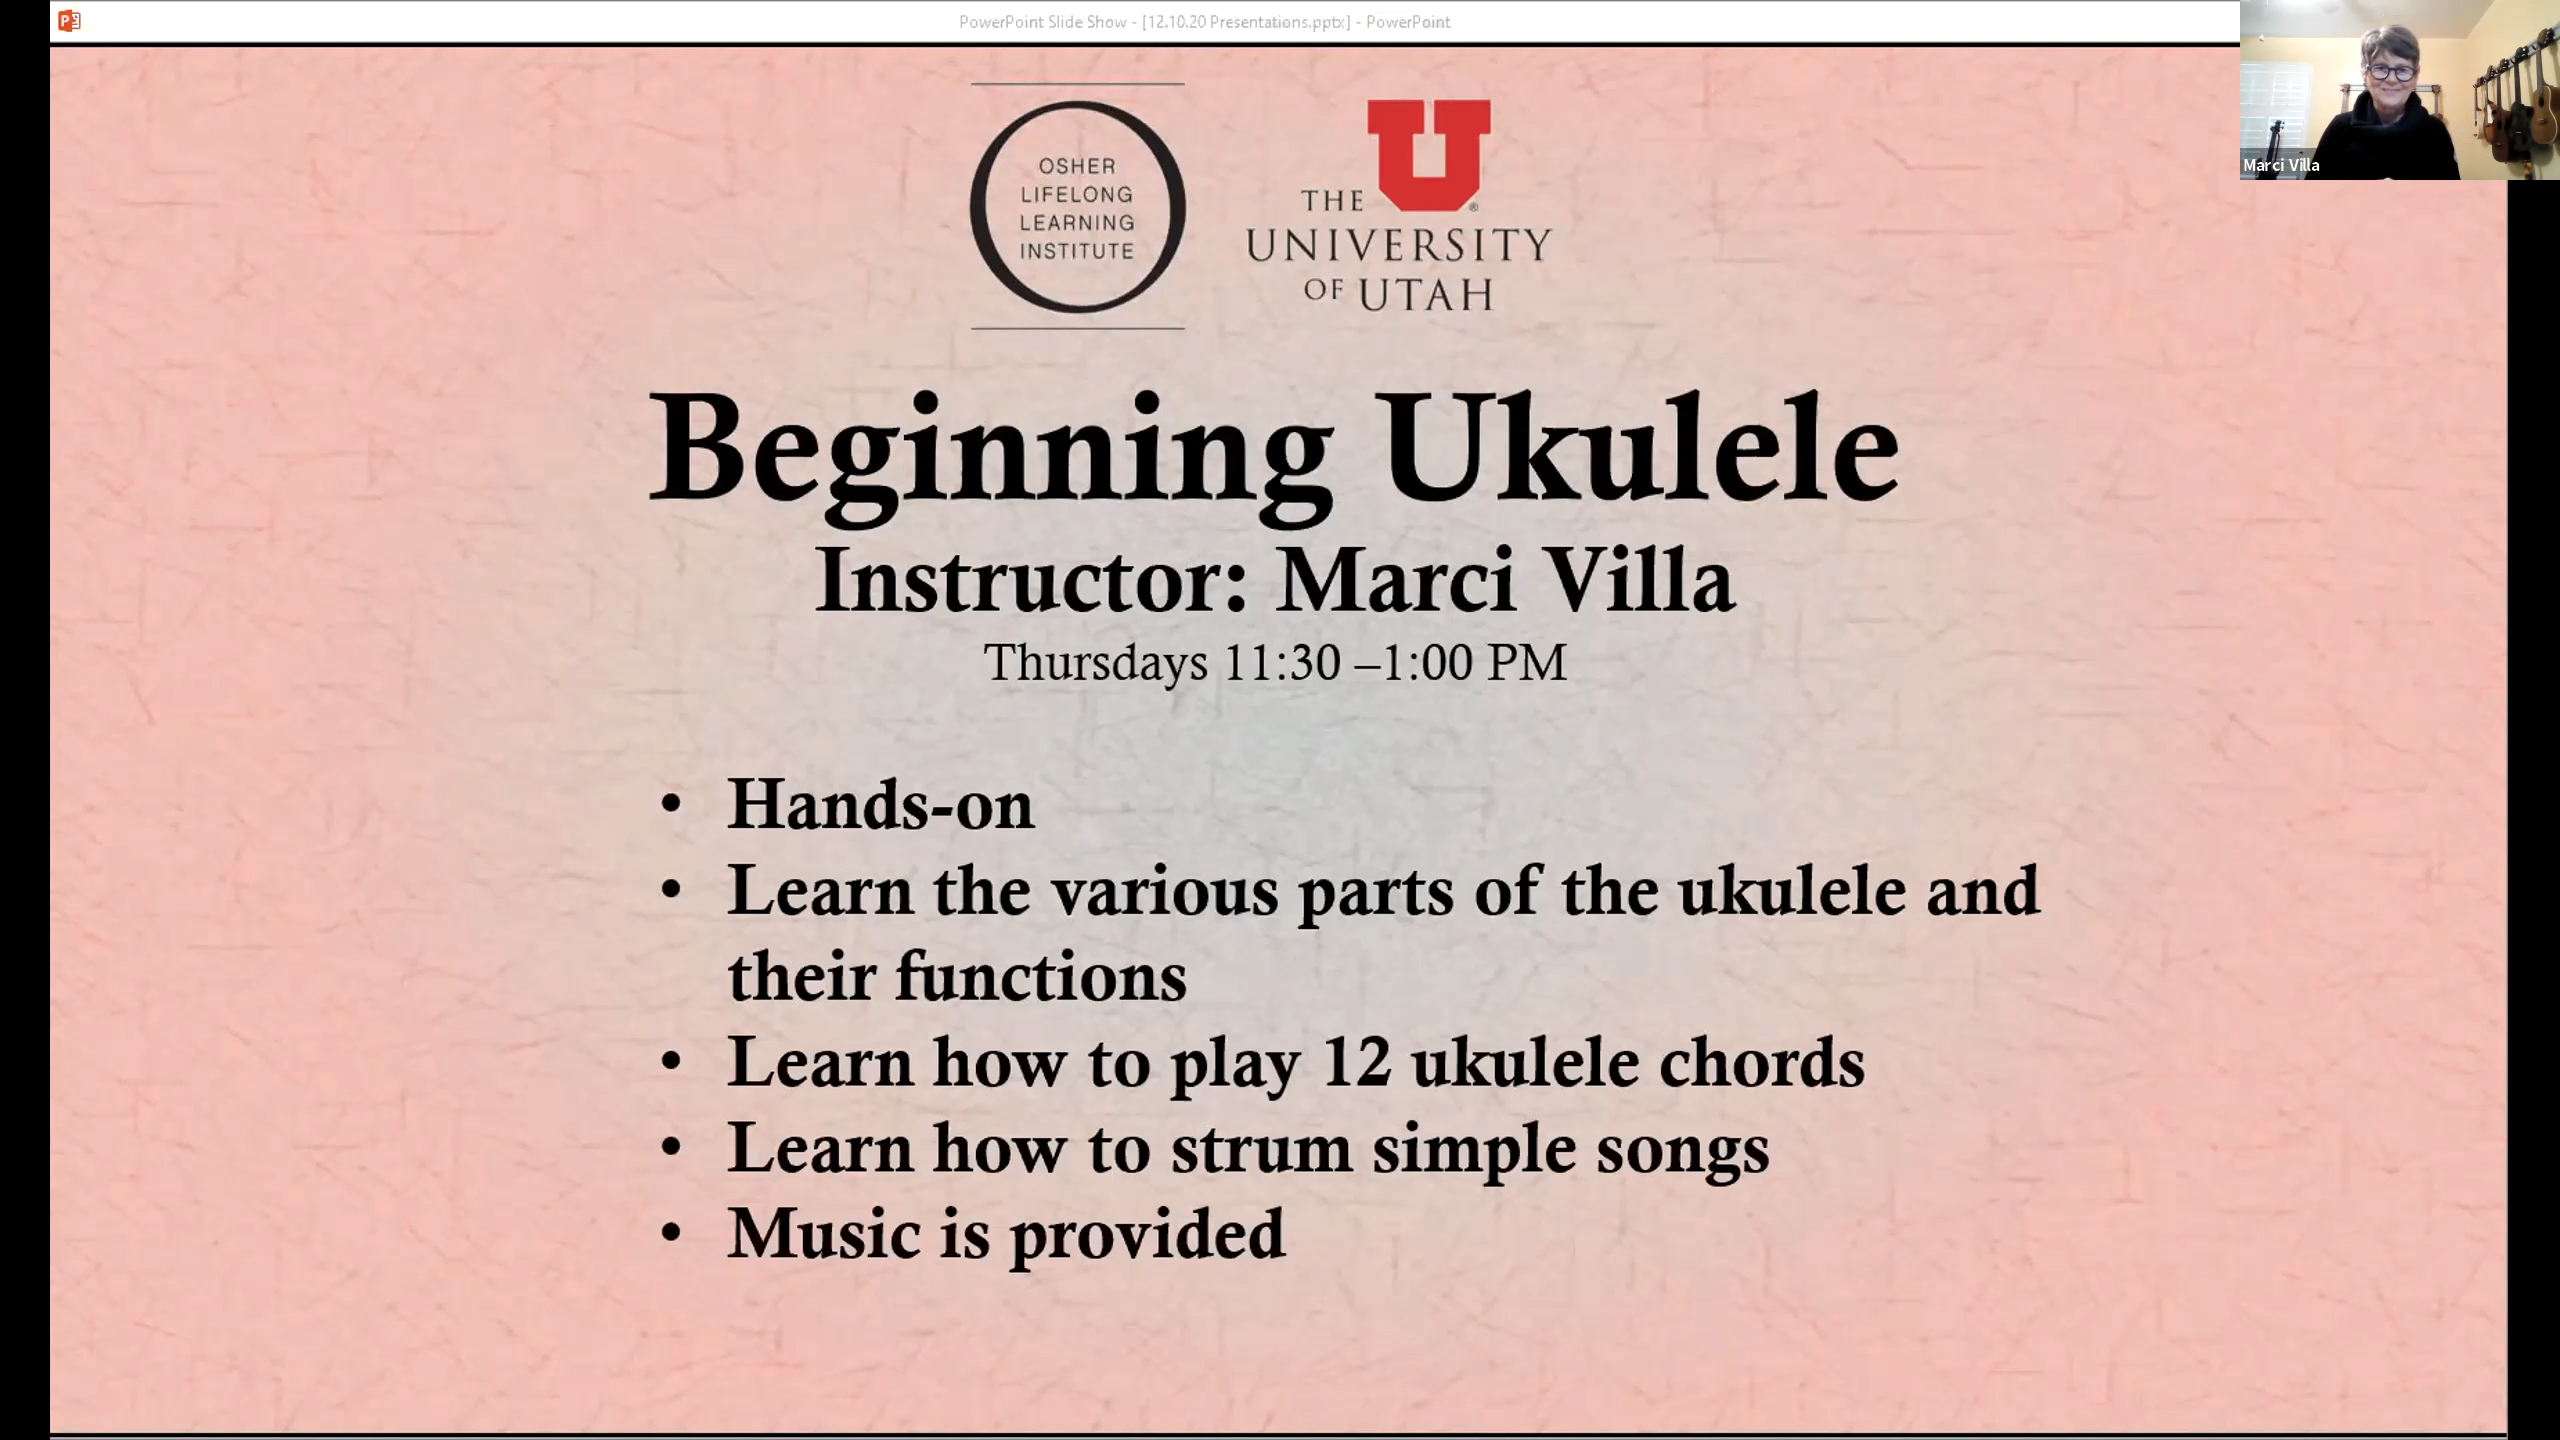 PowerPoint Slide Show - [12.10.20 Presentations.pptx] - PowerPoint
Marci Villa
OSHER
LIFELONG
LEARNING
INSTITUTE
U®
THE
UNIVERSITY
OF UTAH
Beginning Ukulele
Instructor: Marci Villa
Thursdays 11:30 –1:00 PM
• Hands-on
• Learn the various parts of the ukulele and
their functions
• Learn how to play 12 ukulele chords
• Learn how to strum simple songs
• Music is provided